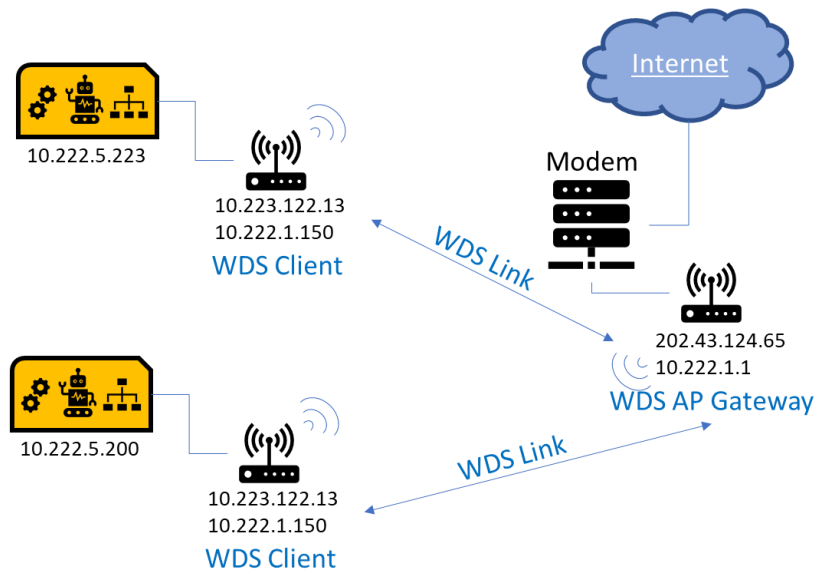 Internet
10.222.5.223
Modem
10.223.122.13
10.222.1.150
WDS Client
WDS Link
202.43.124.65
10.222.1.1
WDS AP Gateway
10.222.5.200
WDS Link
10.223.122.13
10.222.1.150
WDS Client